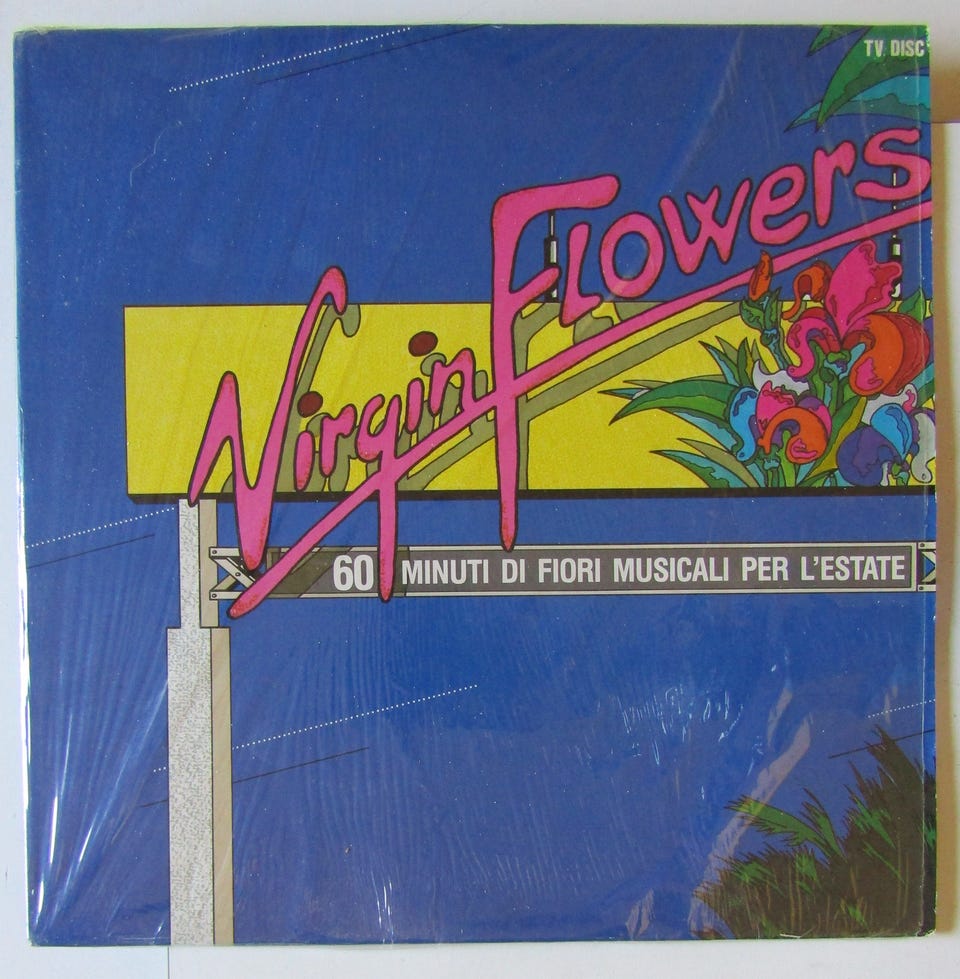 TV DISC
Virgin Flowers
60 MINUTI DI FIORI MUSICALI PER L'ESTATE